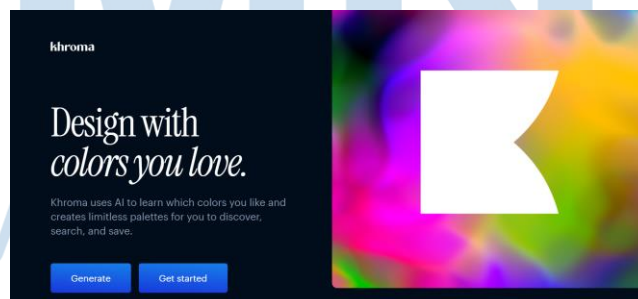 khroma
Design with
colors you love.
Khroma uses AI to learn which colors you like and
creates limitless palettes for you to discover,
search, and save.
Generate
Get started